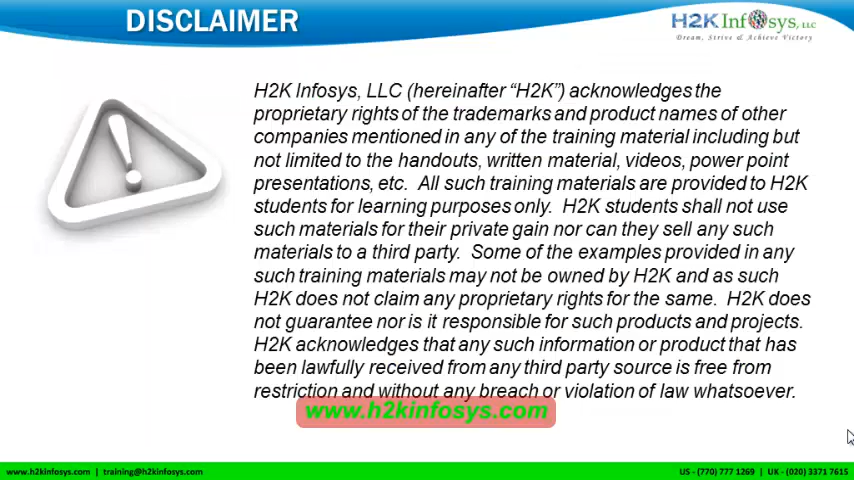 DISCLAIMER
H2K Infosys, LLC
Dream, Strive & Achieve Victory
H2K Infosys, LLC (hereinafter “H2K”) acknowledges the
proprietary rights of the trademarks and product names of other
companies mentioned in any of the training material including but
not limited to the handouts, written material, videos, power point
presentations, etc.  All such training materials are provided to H2K
students for learning purposes only.  H2K students shall not use
such materials for their private gain nor can they sell any such
materials to a third party.  Some of the examples provided in any
such training materials may not be owned by H2K and as such
H2K does not claim any proprietary rights for the same.  H2K does
not guarantee nor is it responsible for such products and projects.
H2K acknowledges that any such information or product that has
been lawfully received from any third party source is free from
restriction and without any breach or violation of law whatsoever.
www.h2kinfosys.com
www.h2kinfosys.com | training@h2kinfosys.com
US - (770) 777 1269 | UK - (020) 3371 7615